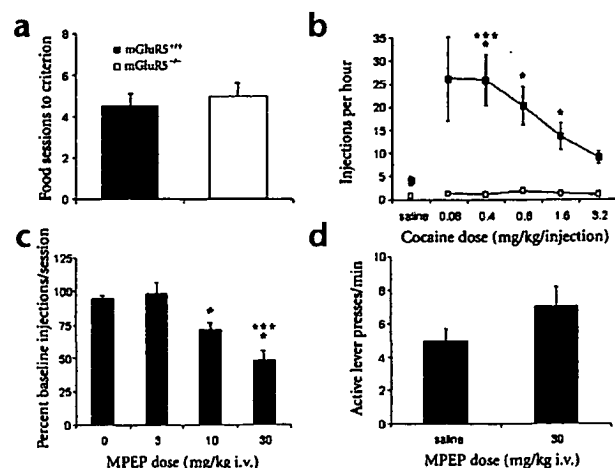 a
mGluR5+/+
mGluR5-/-
Food sessions to criterion
8
6
4
2
0
b
Injections per hour
35
30
25
20
15
10
5
0
***
*
*
*
saline 0.08 0.4 0.8 1.6 3.2
Cocaine dose (mg/kg/injection)
c
Percent baseline injections/session
125
100
75
50
25
0
*
***
*
0 3 10 30
MPEP dose (mg/kg i.v.)
d
Active lever presses/min
10
8
6
4
2
0
saline 30
MPEP dose (mg/kg i.v.)